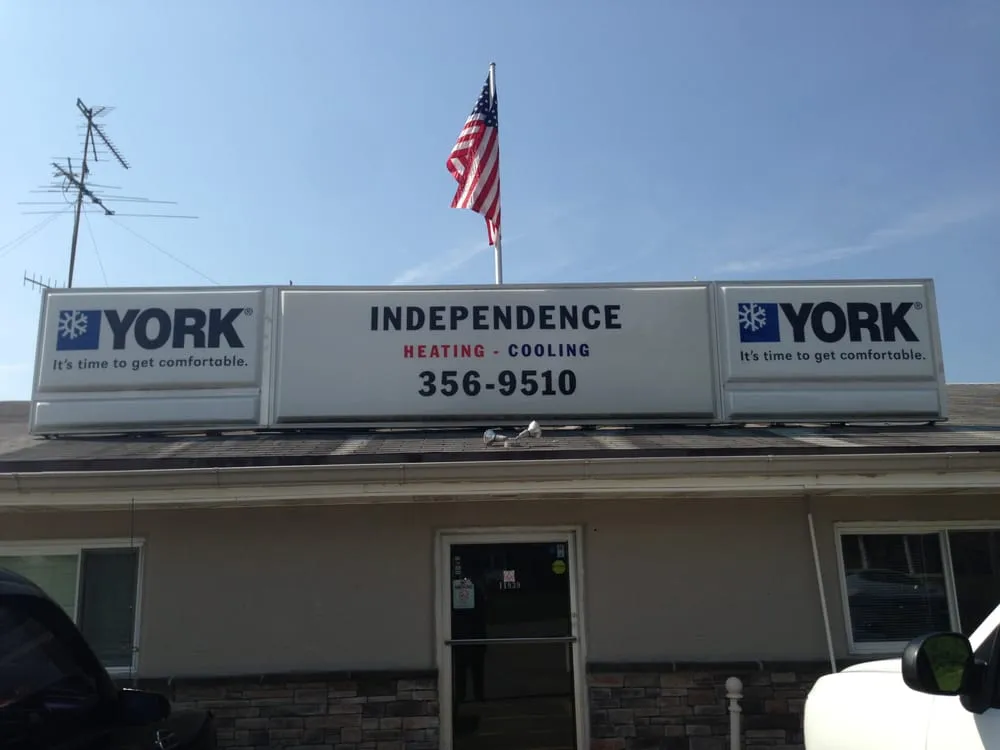 YORK®
It's time to get comfortable.
INDEPENDENCE
HEATING - COOLING
356-9510
YORK®
It's time to get comfortable.